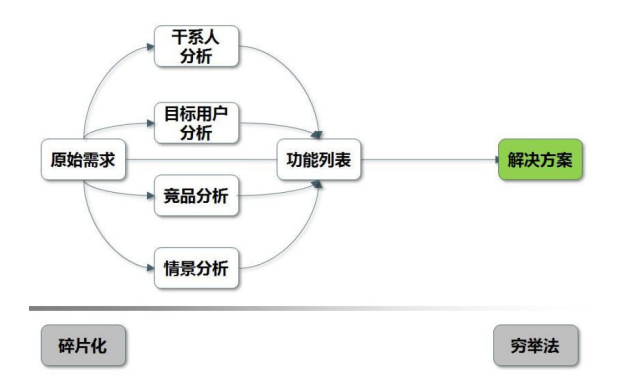 干系人
分析
目标用户
分析
原始需求
功能列表
解决方案
竞品分析
情景分析
碎片化
穷举法